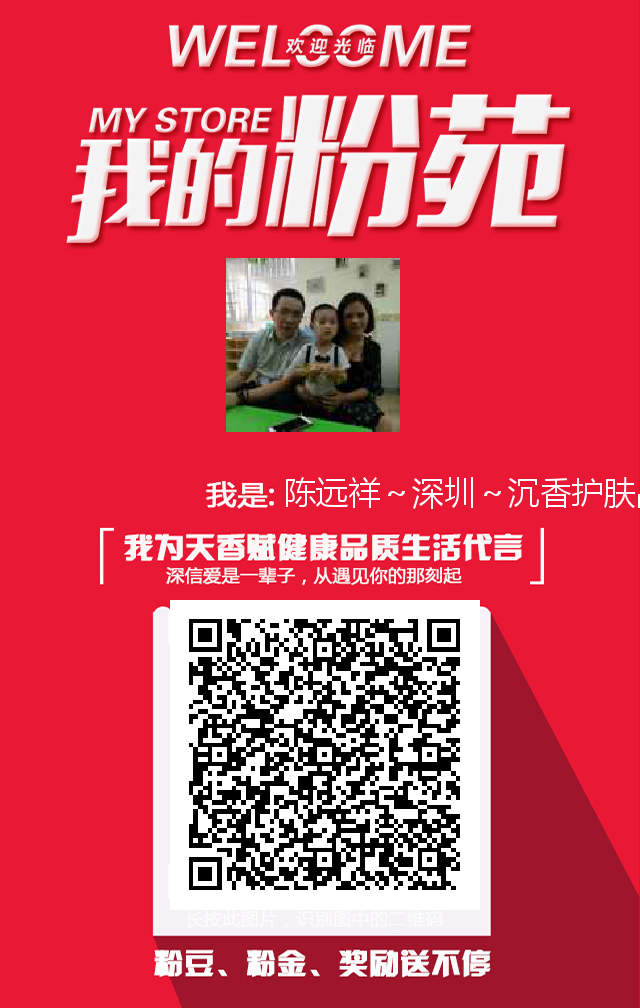 WELCOME
欢迎光临
MY STORE
我的粉苑
我是: 陈远祥～深圳～沉香护肤
我为天香赋健康品质生活代言
深信爱是一辈子，从遇见你的那刻起
长按此图片，识别图中的二维码
粉豆、粉金、奖励送不停